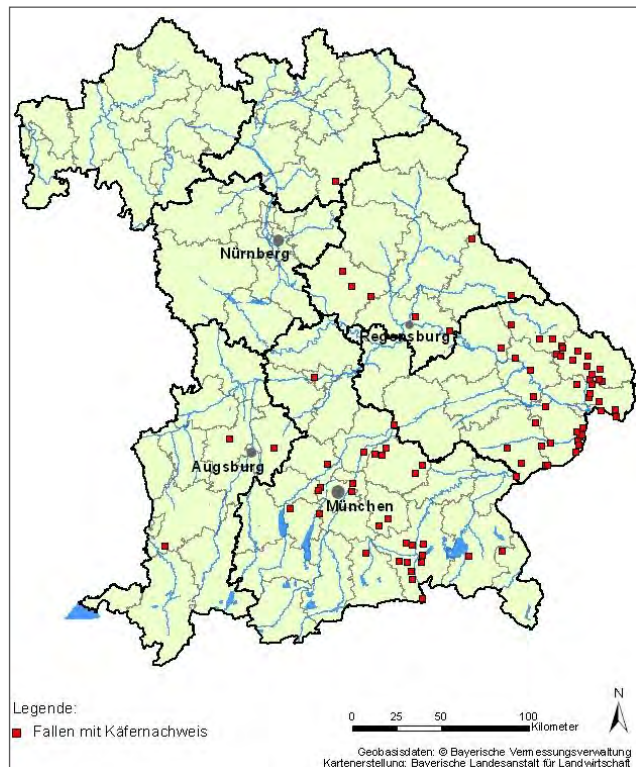 Nürnberg
Regensburg
Augsburg
München
Legende:
Fallen mit Käfernachweis
N
0 25 50 100
Kilometer
Geobasisdaten: © Bayerische Vermessungsverwaltung
Kartenerstellung: Bayerische Landesanstalt für Landwirtschaft